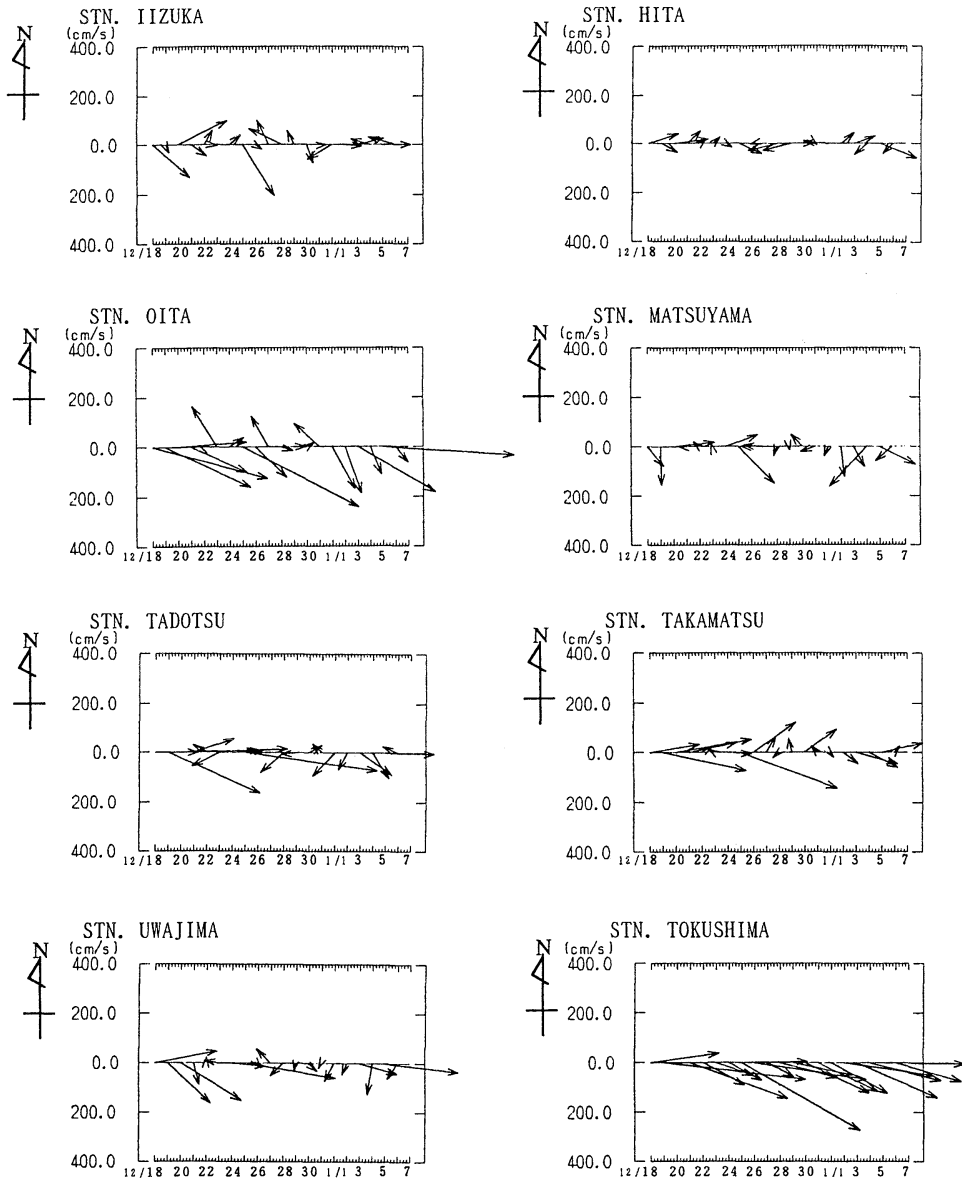 STN. IIZUKA
N (cm/s)
400.0
200.0
0.0
200.0
400.0
12/18 20 22 24 26 28 30 1/1 3 5 7
STN. HITA
N (cm/s)
400.0
200.0
0.0
200.0
400.0
12/18 20 22 24 26 28 30 1/1 3 5 7
STN. OITA
N (cm/s)
400.0
200.0
0.0
200.0
400.0
12/18 20 22 24 26 28 30 1/1 3 5 7
STN. MATSUYAMA
N (cm/s)
400.0
200.0
0.0
200.0
400.0
12/18 20 22 24 26 28 30 1/1 3 5 7
STN. TADOTSU
N (cm/s)
400.0
200.0
0.0
200.0
400.0
12/18 20 22 24 26 28 30 1/1 3 5 7
STN. TAKAMATSU
N (cm/s)
400.0
200.0
0.0
200.0
400.0
12/18 20 22 24 26 28 30 1/1 3 5 7
STN. UWAJIMA
N (cm/s)
400.0
200.0
0.0
200.0
400.0
12/18 20 22 24 26 28 30 1/1 3 5 7
STN. TOKUSHIMA
N (cm/s)
400.0
200.0
0.0
200.0
400.0
12/18 20 22 24 26 28 30 1/1 3 5 7